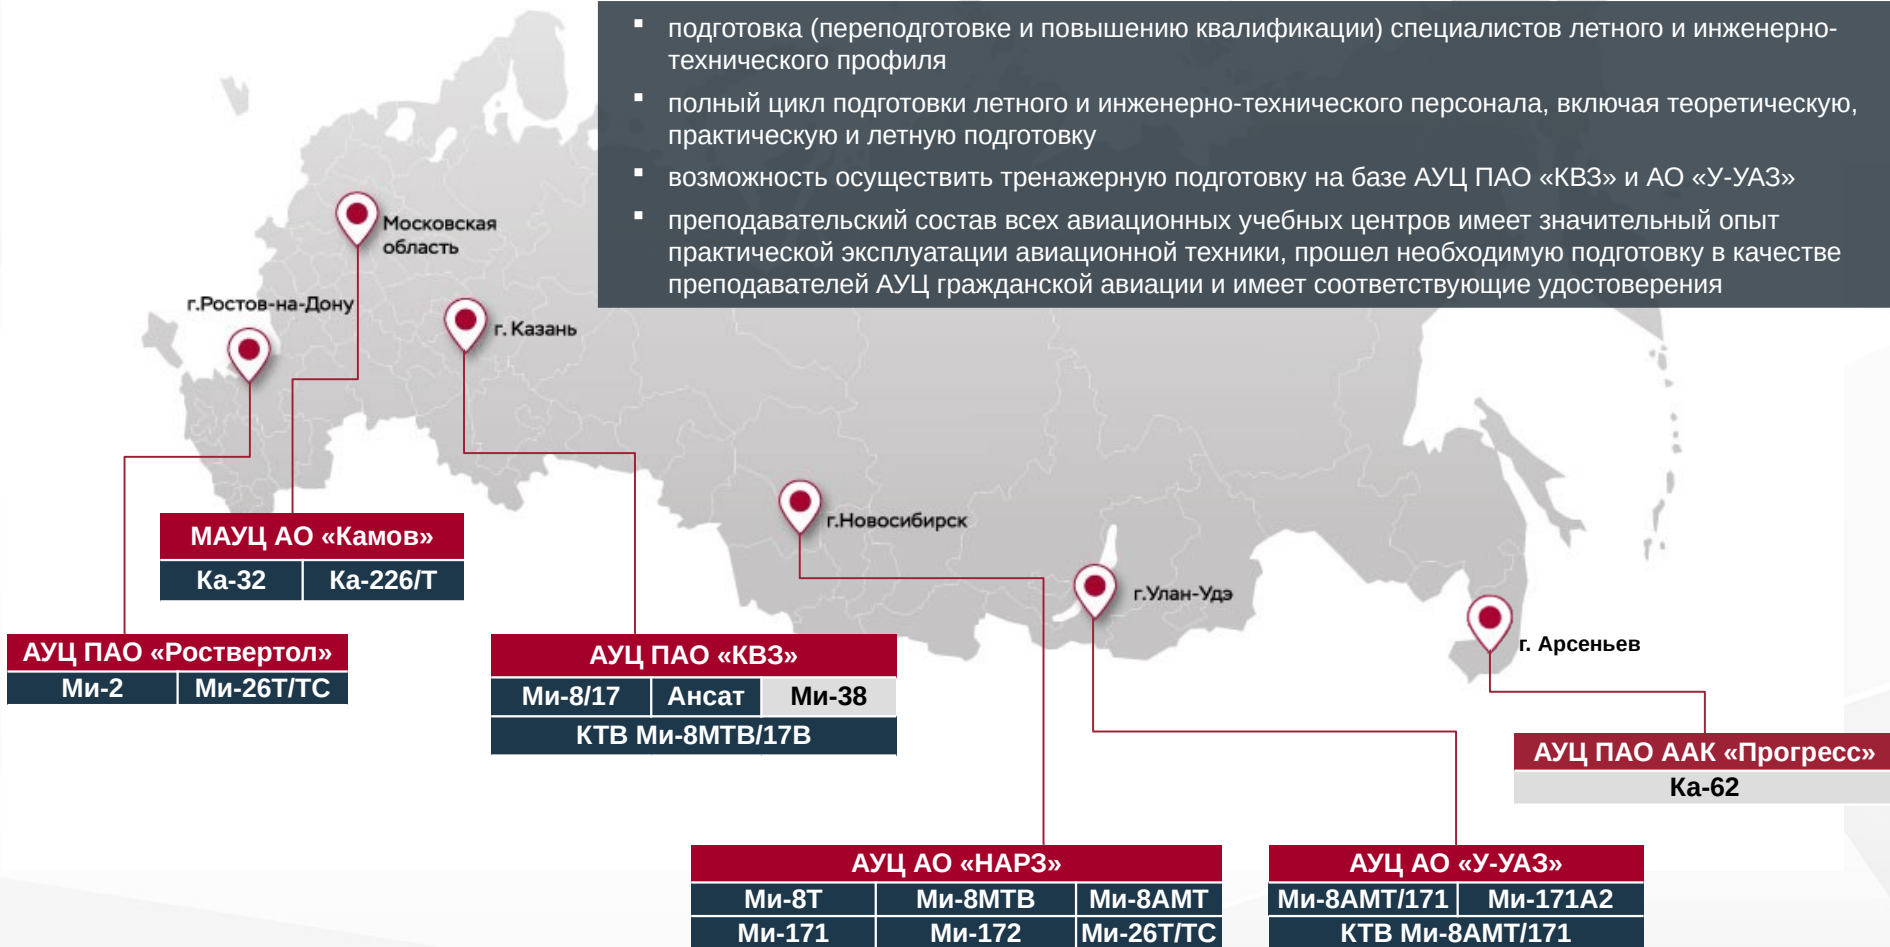 ▪ подготовка (переподготовке и повышению квалификации) специалистов летного и инженерно-
технического профиля
▪ полный цикл подготовки летного и инженерно-технического персонала, включая теоретическую,
практическую и летную подготовку
▪ возможность осуществить тренажерную подготовку на базе АУЦ ПАО «КВЗ» и АО «У-УАЗ»
▪ преподавательский состав всех авиационных учебных центров имеет значительный опыт
практической эксплуатации авиационной техники, прошел необходимую подготовку в качестве
преподавателей АУЦ гражданской авиации и имеет соответствующие удостоверения
Московская
область
г.Ростов-на-Дону
г. Казань
г.Новосибирск
г.Улан-Удэ
г. Арсеньев
МАУЦ АО «Камов»
Ка-32 Ка-226/Т
АУЦ ПАО «Роствертол»
Ми-2 Ми-26Т/ТС
АУЦ ПАО «КВЗ»
Ми-8/17 Ансат Ми-38
КТВ Ми-8МТВ/17В
АУЦ ПАО ААК «Прогресс»
Ка-62
АУЦ АО «НАРЗ»
Ми-8Т Ми-8МТВ Ми-8АМТ
Ми-171 Ми-172 Ми-26Т/ТС
АУЦ АО «У-УАЗ»
Ми-8АМТ/171 Ми-171А2
КТВ Ми-8АМТ/171